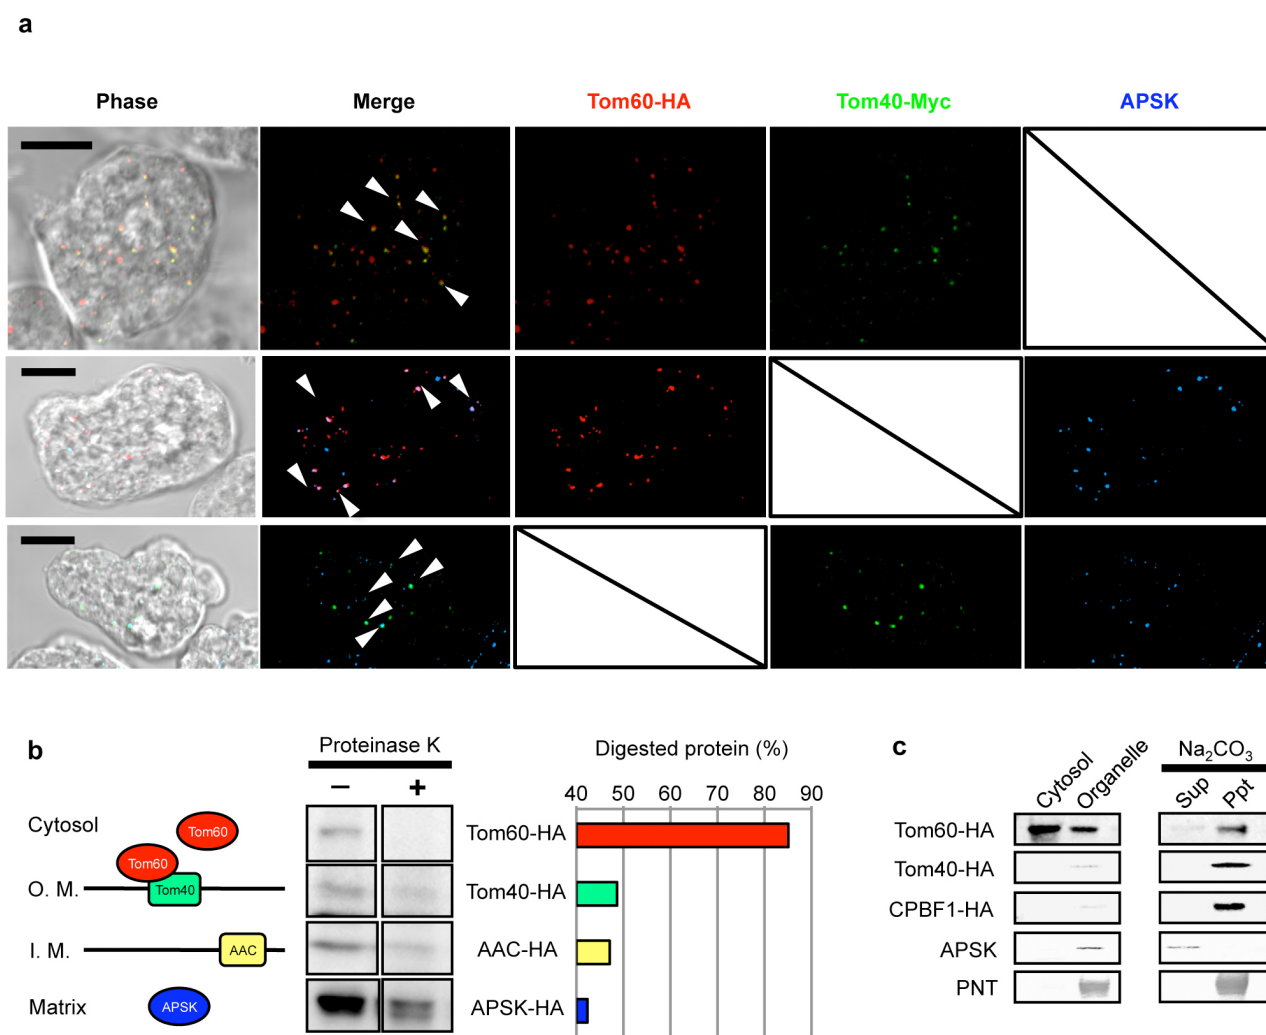 a
Phase Merge Tom60-HA Tom40-Myc APSK
b
Proteinase K
− +
Cytosol
Tom60
Tom60
O. M.
Tom40
I. M.
AAC
Matrix
APSK
Digested protein (%)
40 50 60 70 80 90
Tom60-HA
Tom40-HA
AAC-HA
APSK-HA
c
Cytosol Organelle
Na₂CO₃
Sup Ppt
Tom60-HA
Tom40-HA
CPBF1-HA
APSK
PNT